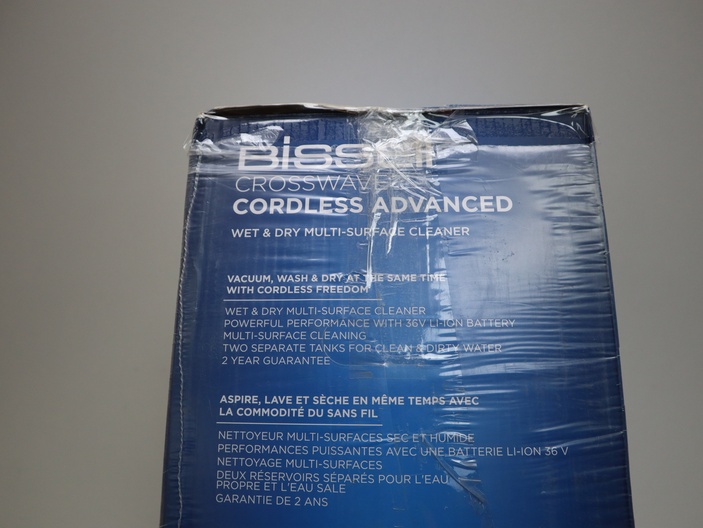 BISSELL
CROSSWAVE
CORDLESS ADVANCED
WET & DRY MULTI-SURFACE CLEANER
VACUUM, WASH & DRY AT THE SAME TIME
WITH CORDLESS FREEDOM
WET & DRY MULTI-SURFACE CLEANER
POWERFUL PERFORMANCE WITH 36V LI-ION BATTERY
MULTI-SURFACE CLEANING
TWO SEPARATE TANKS FOR CLEAN & DIRTY WATER
2 YEAR GUARANTEE
ASPIRE, LAVE ET SÈCHE EN MÊME TEMPS AVEC
LA COMMODITÉ DU SANS FIL
NETTOYEUR MULTI-SURFACES SEC ET HUMIDE
PERFORMANCES PUISSANTES AVEC UNE BATTERIE LI-ION 36 V
NETTOYAGE MULTI-SURFACES
DEUX RÉSERVOIRS SÉPARÉS POUR L'EAU
PROPRE ET L'EAU SALE
GARANTIE DE 2 ANS